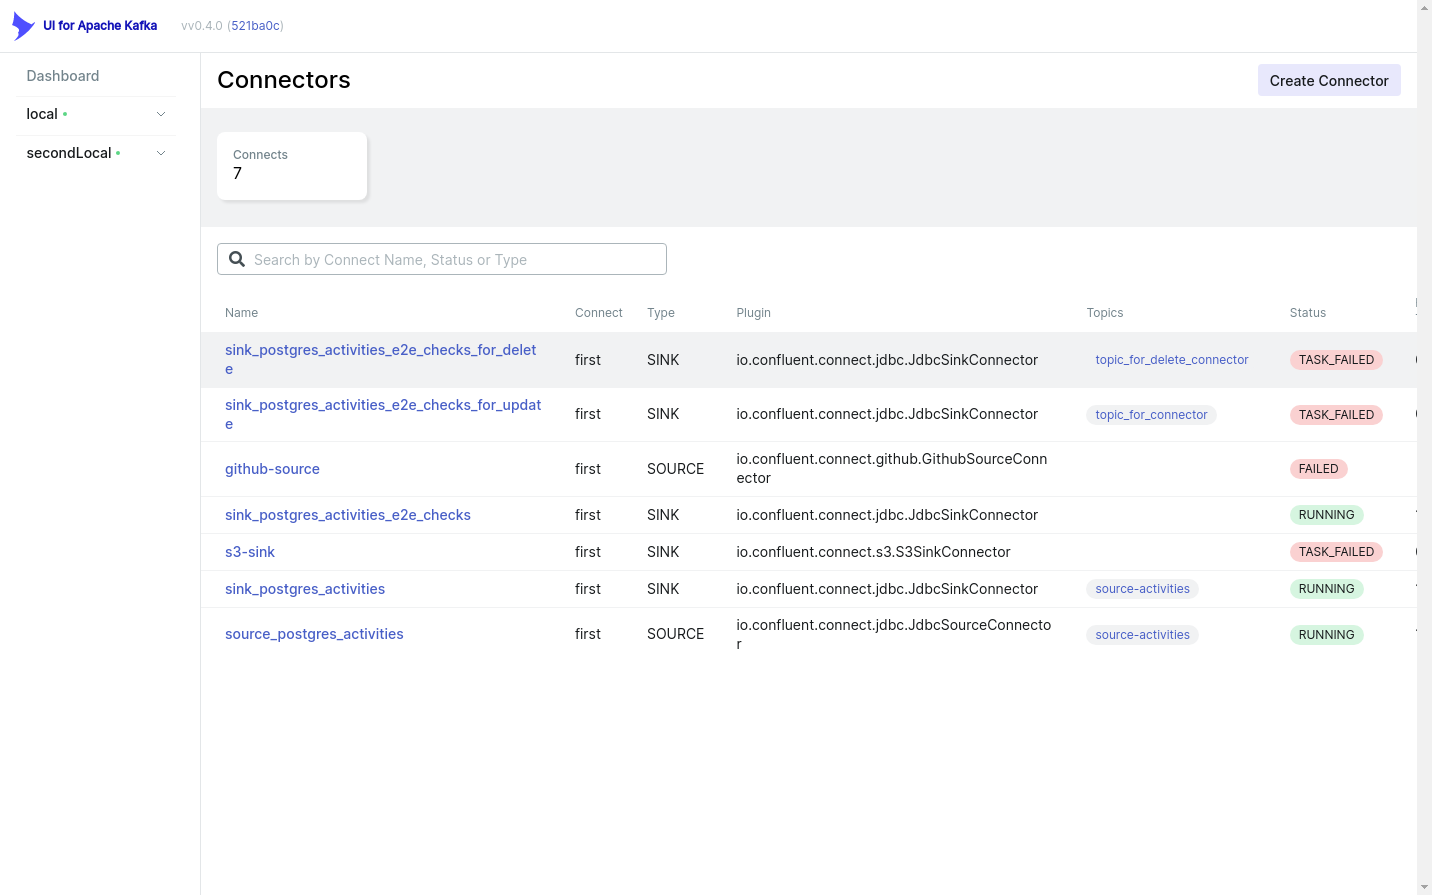 UI for Apache Kafka vv0.4.0 (521ba0c)
Dashboard
local
secondLocal
Connectors
Create Connector
Connects
7
Search by Connect Name, Status or Type
Name Connect Type Plugin Topics Status
sink_postgres_activities_e2e_checks_for_delet
e
first SINK io.confluent.connect.jdbc.JdbcSinkConnector topic_for_delete_connector TASK_FAILED
sink_postgres_activities_e2e_checks_for_updat
e
first SINK io.confluent.connect.jdbc.JdbcSinkConnector topic_for_connector TASK_FAILED
github-source first SOURCE io.confluent.connect.github.GithubSourceConn
ector
FAILED
sink_postgres_activities_e2e_checks first SINK io.confluent.connect.jdbc.JdbcSinkConnector RUNNING
s3-sink first SINK io.confluent.connect.s3.S3SinkConnector TASK_FAILED
sink_postgres_activities first SINK io.confluent.connect.jdbc.JdbcSinkConnector source-activities RUNNING
source_postgres_activities first SOURCE io.confluent.connect.jdbc.JdbcSourceConnecto
r
source-activities RUNNING